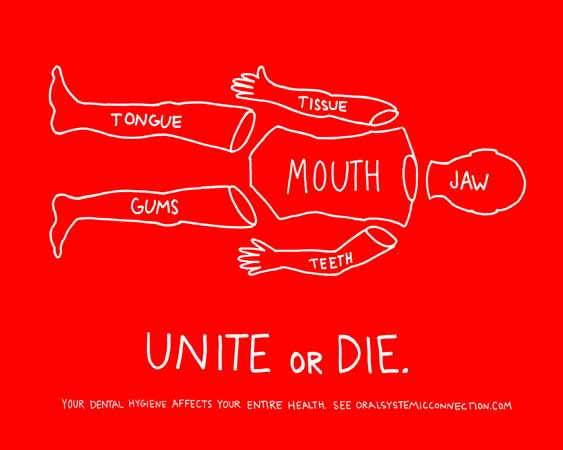 TISSUE
TONGUE
MOUTH
JAW
GUMS
TEETH
UNITE OR DIE.
YOUR DENTAL HYGIENE AFFECTS YOUR ENTIRE HEALTH. SEE ORALSYSTEMICCONNECTION.COM